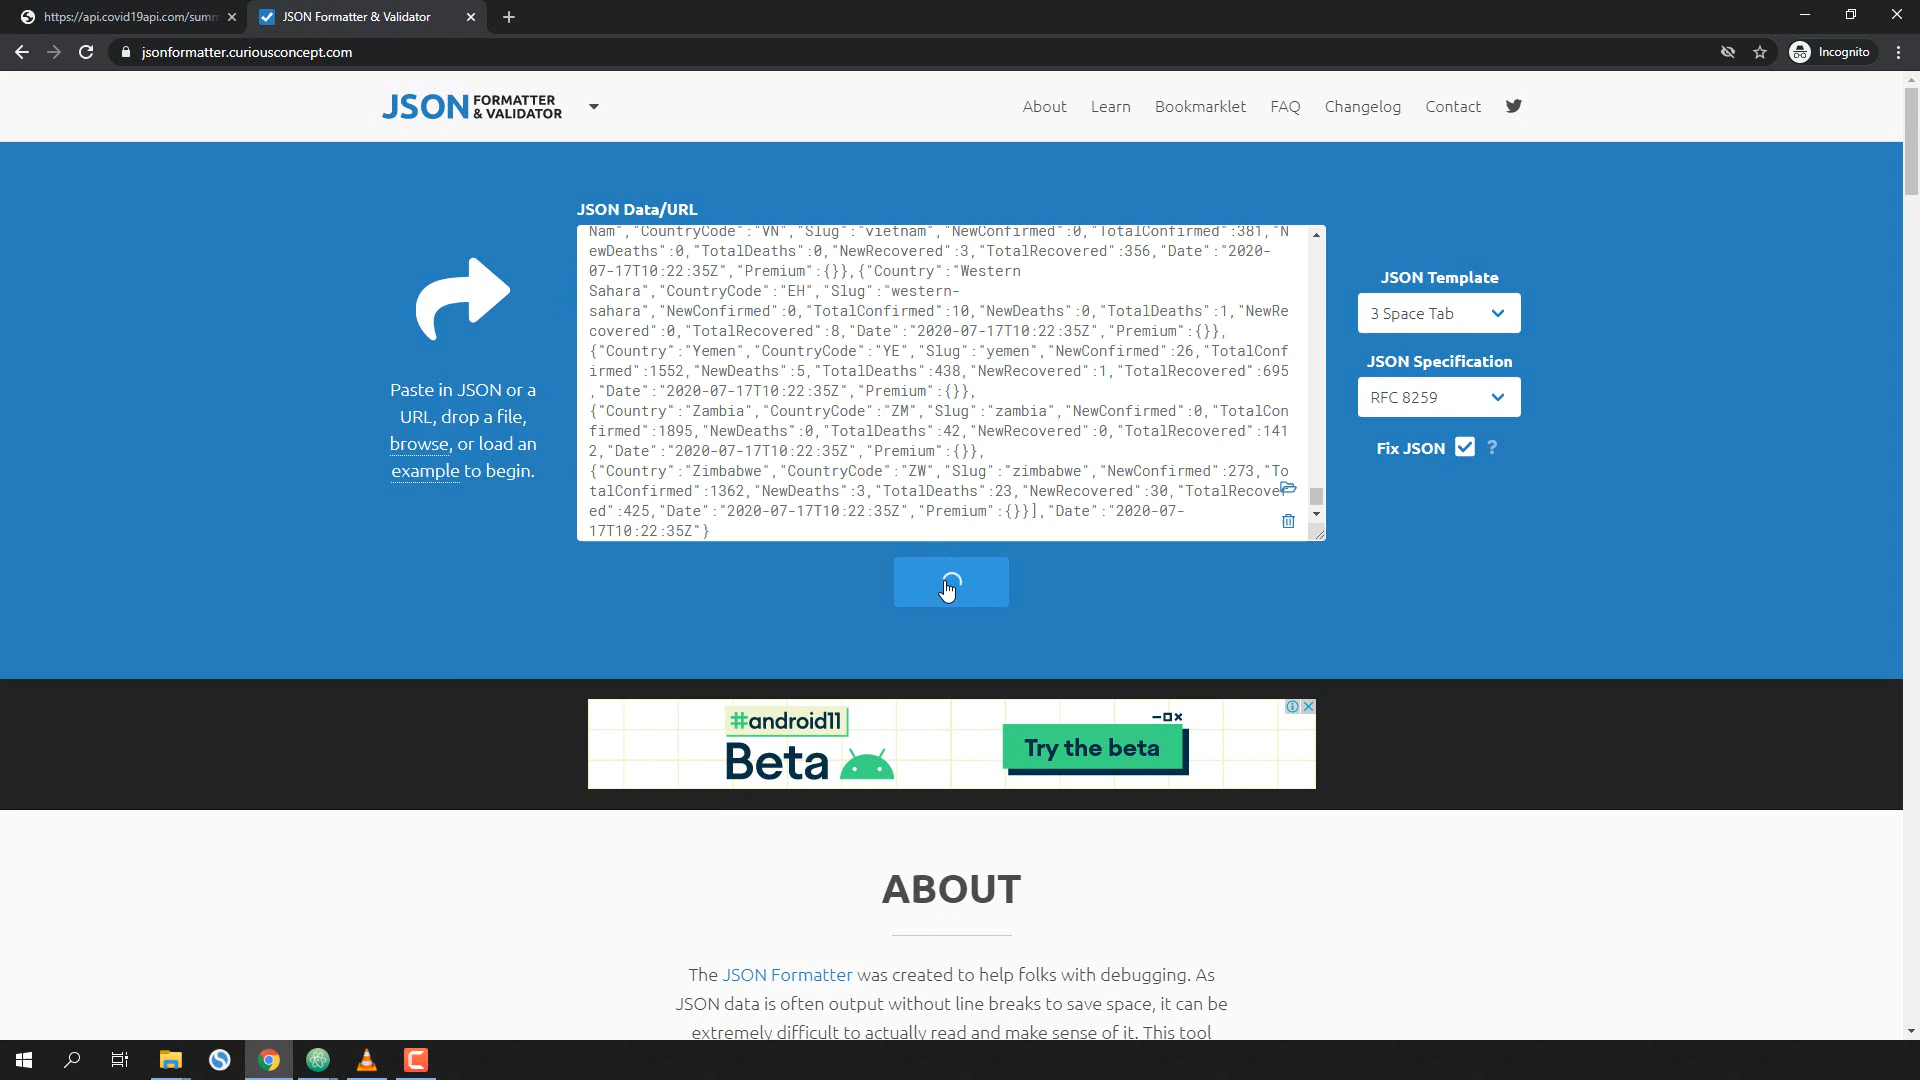 https://api.covid19api.com/summ
JSON Formatter & Validator
jsonformatter.curiousconcept.com
Incognito
JSON FORMATTER & VALIDATOR
About Learn Bookmarklet FAQ Changelog Contact
JSON Data/URL
Nam","CountryCode":"VN","Slug":"vietnam","NewConfirmed":0,"TotalConfirmed":381,"N
ewDeaths":0,"TotalDeaths":0,"NewRecovered":3,"TotalRecovered":356,"Date":"2020-
07-17T10:22:35Z","Premium":{}},{"Country":"Western
Sahara","CountryCode":"EH","Slug":"western-
sahara","NewConfirmed":0,"TotalConfirmed":10,"NewDeaths":0,"TotalDeaths":1,"NewRe
covered":0,"TotalRecovered":8,"Date":"2020-07-17T10:22:35Z","Premium":{}},
{"Country":"Yemen","CountryCode":"YE","Slug":"yemen","NewConfirmed":26,"TotalConf
irmed":1552,"NewDeaths":5,"TotalDeaths":438,"NewRecovered":1,"TotalRecovered":695
,"Date":"2020-07-17T10:22:35Z","Premium":{}},
{"Country":"Zambia","CountryCode":"ZM","Slug":"zambia","NewConfirmed":0,"TotalCon
firmed":1895,"NewDeaths":0,"TotalDeaths":42,"NewRecovered":0,"TotalRecovered":141
2,"Date":"2020-07-17T10:22:35Z","Premium":{}},
{"Country":"Zimbabwe","CountryCode":"ZW","Slug":"zimbabwe","NewConfirmed":273,"To
talConfirmed":1362,"NewDeaths":3,"TotalDeaths":23,"NewRecovered":30,"TotalRecover
ed":425,"Date":"2020-07-17T10:22:35Z","Premium":{}}],"Date":"2020-07-
17T10:22:35Z"}
Paste in JSON or a
URL, drop a file,
browse, or load an
example to begin.
JSON Template
3 Space Tab
JSON Specification
RFC 8259
Fix JSON ?
#android11
Beta
Try the beta
ABOUT
The JSON Formatter was created to help folks with debugging. As
JSON data is often output without line breaks to save space, it can be
extremely difficult to actually read and make sense of it. This tool